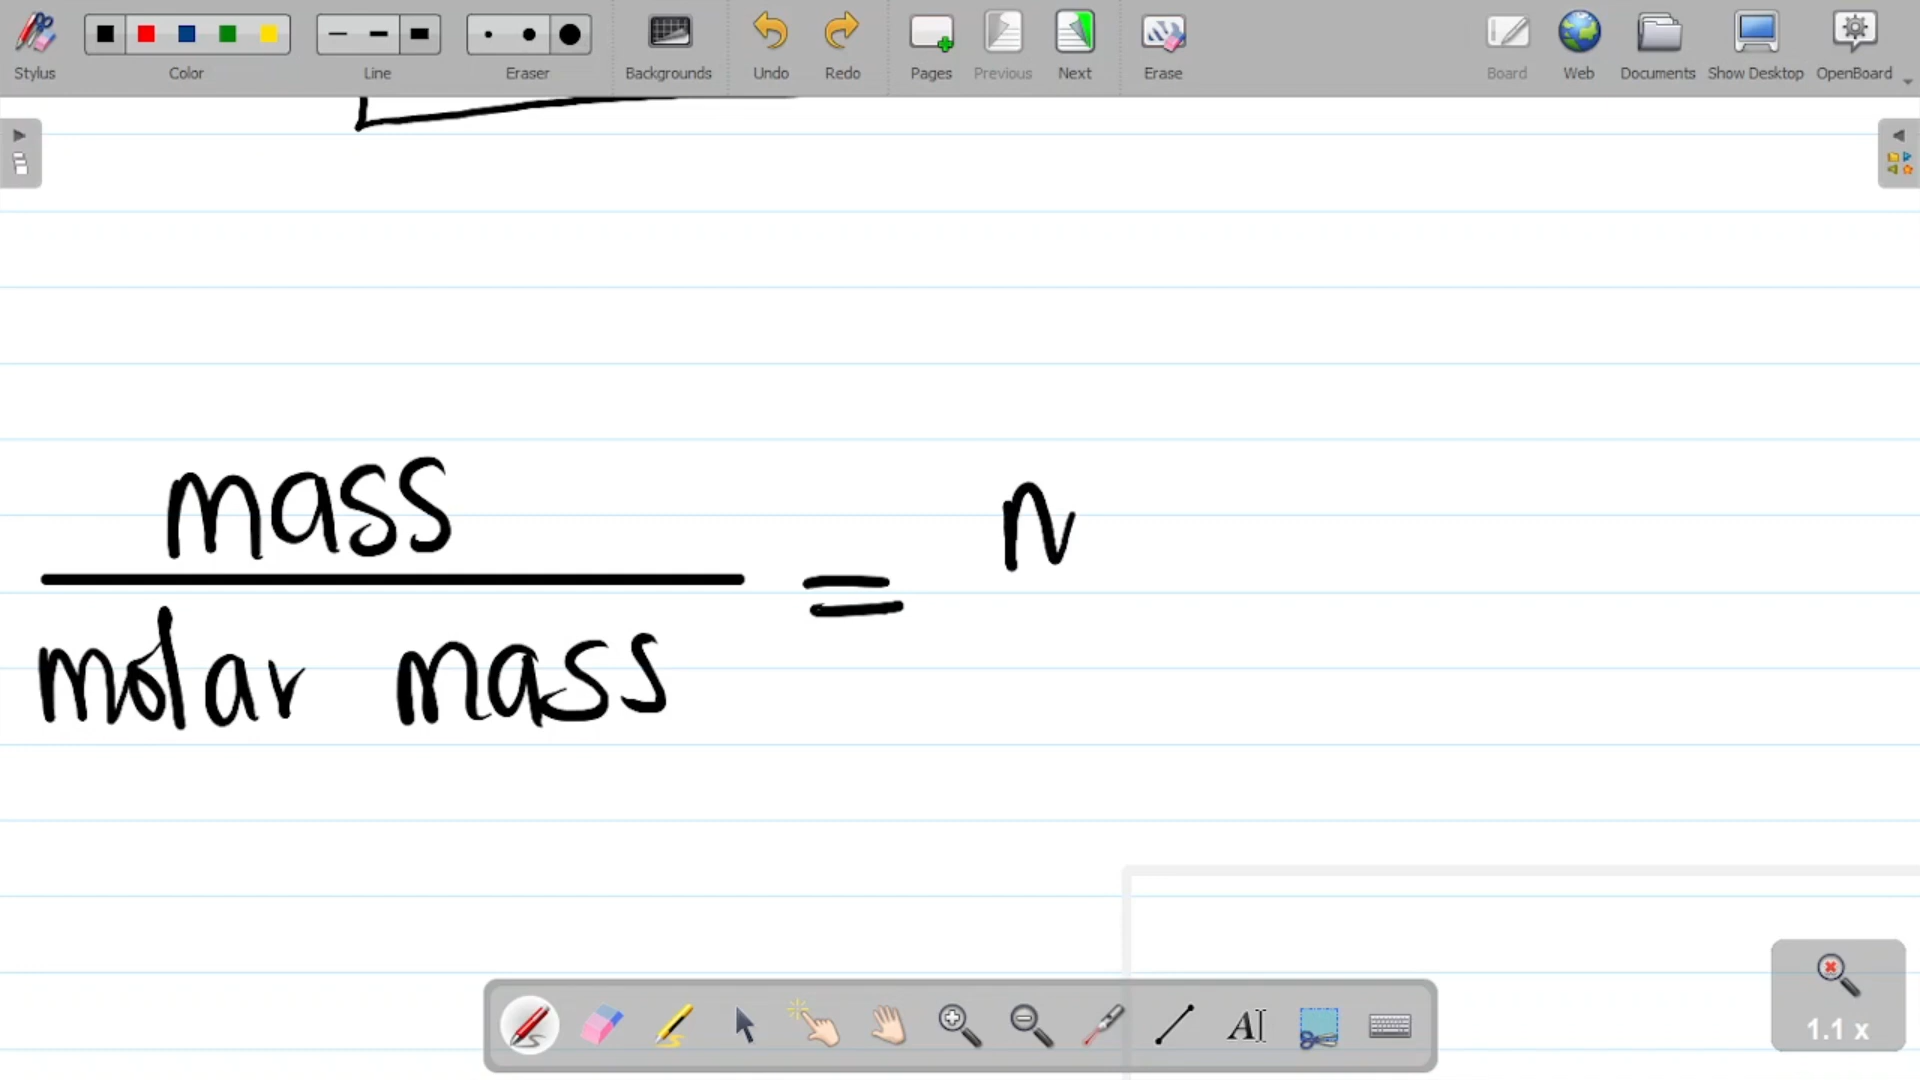 Stylus Color Line Eraser Backgrounds Undo Redo Pages Previous Next Erase Board Web Documents Show Desktop OpenBoard
mass
= n
molar mass
1.1 x